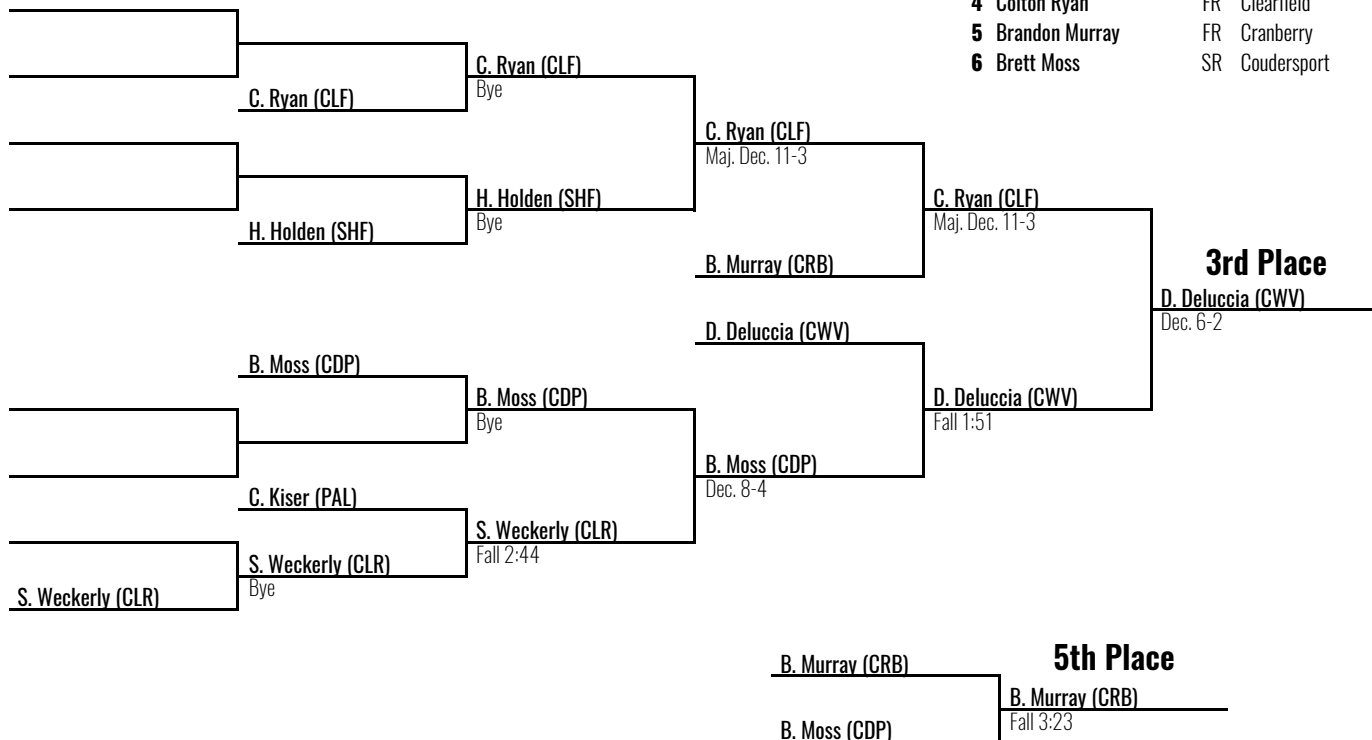 4 Colton Ryan FR Clearfield
5 Brandon Murray FR Cranberry
6 Brett Moss SR Coudersport
C. Ryan (CLF)
Bye
C. Ryan (CLF)
C. Ryan (CLF)
Maj. Dec. 11-3
H. Holden (SHF)
Bye
H. Holden (SHF)
C. Ryan (CLF)
Maj. Dec. 11-3
B. Murray (CRB)
3rd Place
D. Deluccia (CWV)
Dec. 6-2
D. Deluccia (CWV)
B. Moss (CDP)
B. Moss (CDP)
Bye
D. Deluccia (CWV)
Fall 1:51
B. Moss (CDP)
Dec. 8-4
C. Kiser (PAL)
S. Weckerly (CLR)
Fall 2:44
S. Weckerly (CLR)
Bye
S. Weckerly (CLR)
5th Place
B. Murray (CRB)
B. Murray (CRB)
Fall 3:23
B. Moss (CDP)